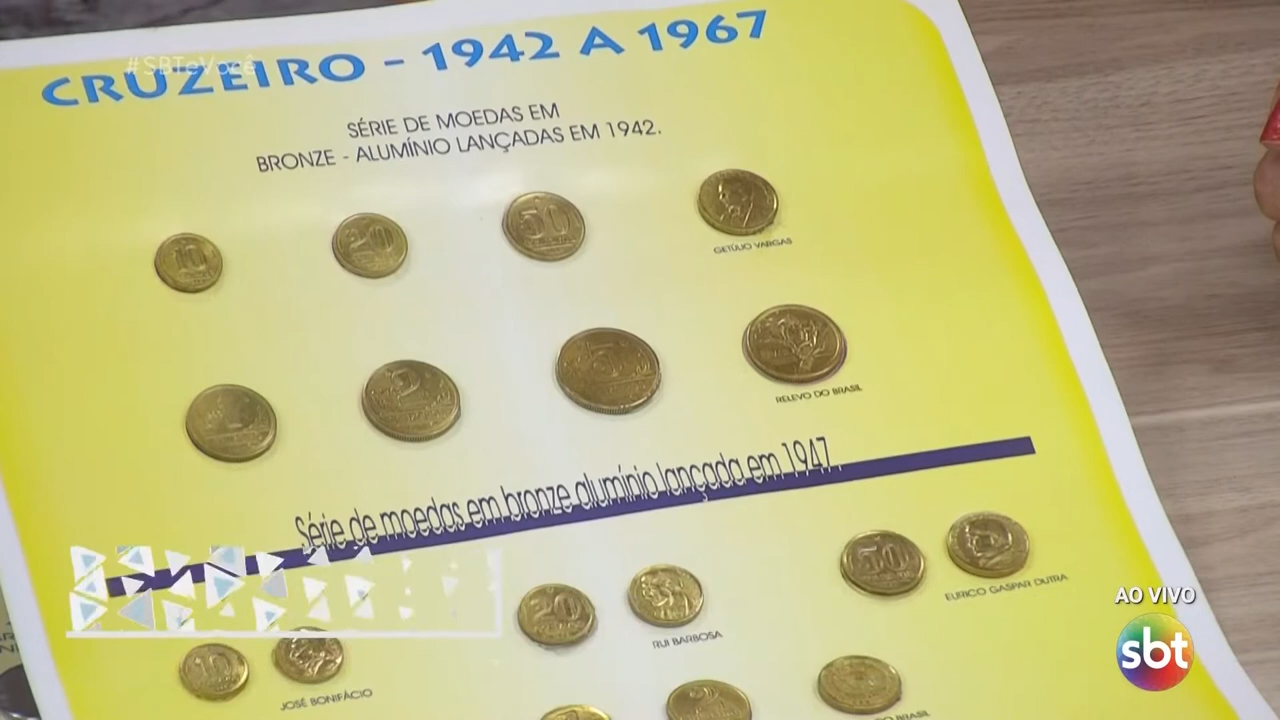 #SBTeVocê
CRUZEIRO - 1942 A 1967
SÉRIE DE MOEDAS EM
BRONZE - ALUMÍNIO LANÇADAS EM 1942.
10
20
50
GETÚLIO VARGAS
2
5
RELEVO DO BRASIL
Série de moedas em bronze alumínio lançada em 1947.
10
JOSÉ BONIFÁCIO
20
RUI BARBOSA
50
EURICO GASPAR DUTRA
BRASIL
AO VIVO
sbt